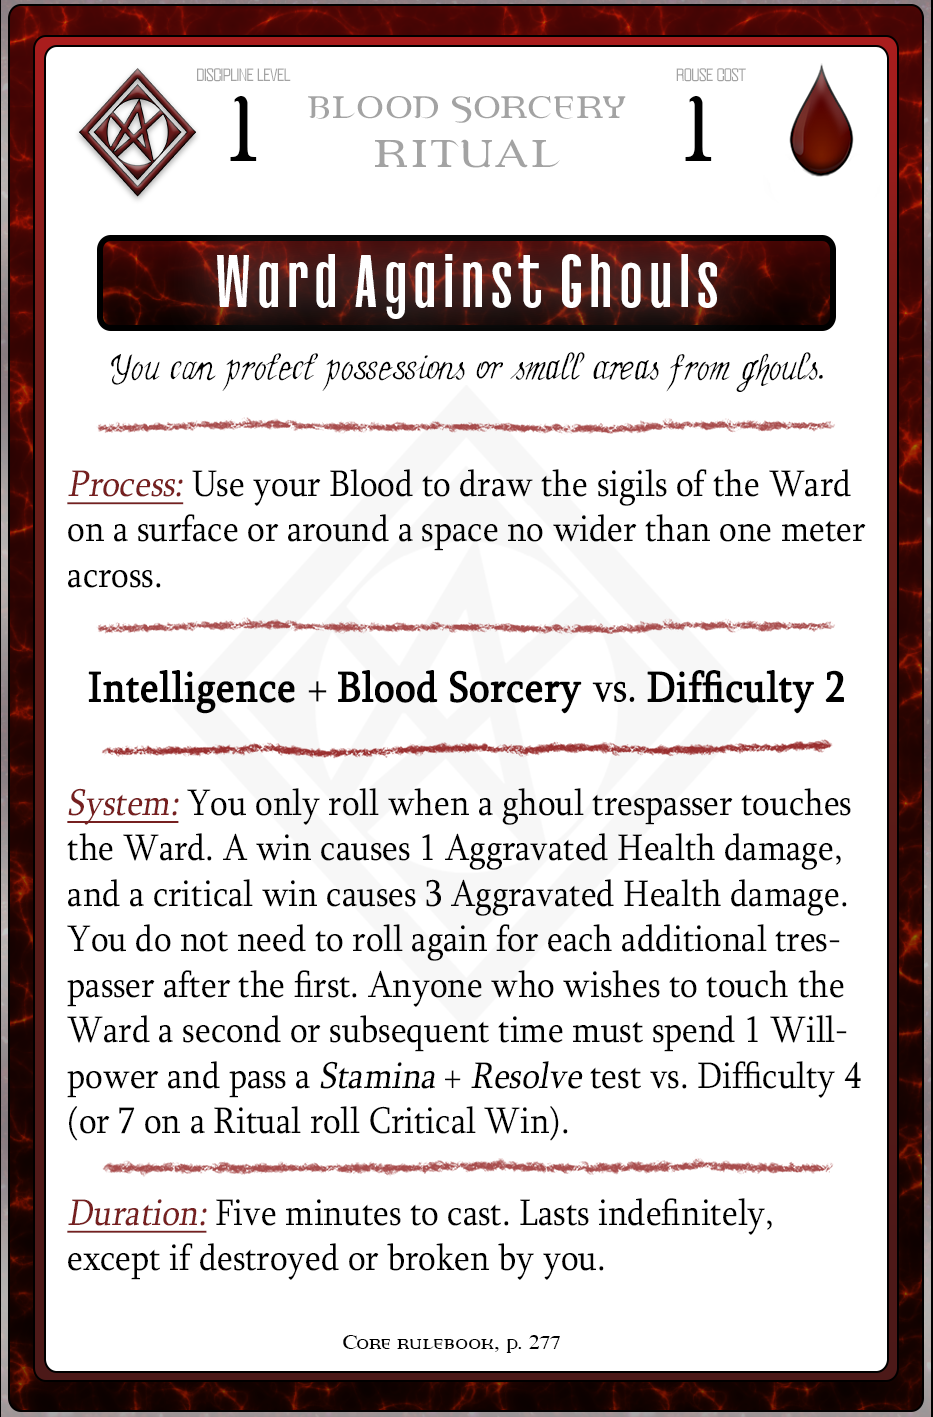 DISCIPLINE LEVEL
1
BLOOD SORCERY
RITUAL
ROUSE COST
1
Ward Against Ghouls
You can protect possessions or small areas from ghouls.
Process: Use your Blood to draw the sigils of the Ward
on a surface or around a space no wider than one meter
across.
Intelligence + Blood Sorcery vs. Difficulty 2
System: You only roll when a ghoul trespasser touches
the Ward. A win causes 1 Aggravated Health damage,
and a critical win causes 3 Aggravated Health damage.
You do not need to roll again for each additional tres-
passer after the first. Anyone who wishes to touch the
Ward a second or subsequent time must spend 1 Will-
power and pass a Stamina + Resolve test vs. Difficulty 4
(or 7 on a Ritual roll Critical Win).
Duration: Five minutes to cast. Lasts indefinitely,
except if destroyed or broken by you.
Core rulebook, p. 277